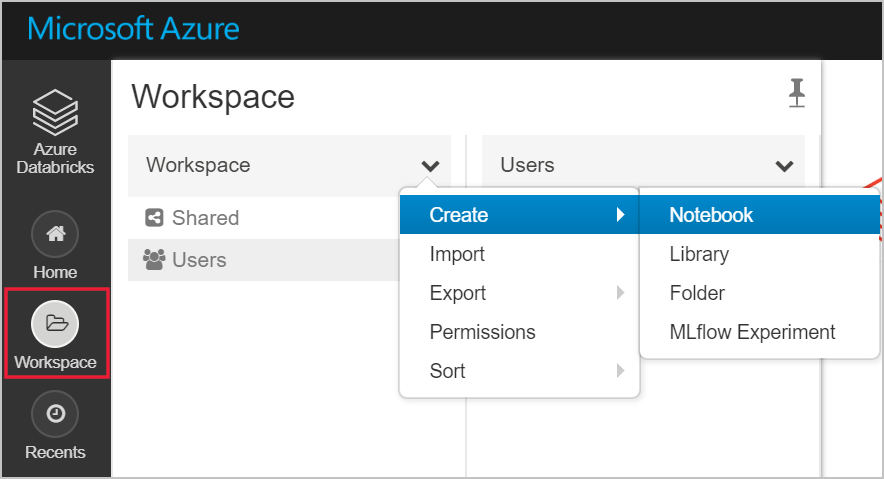 Microsoft Azure
Azure
Databricks
Home
Workspace
Recents
Workspace
Workspace
Shared
Users
Users
Create
Import
Export
Permissions
Sort
Notebook
Library
Folder
MLflow Experiment